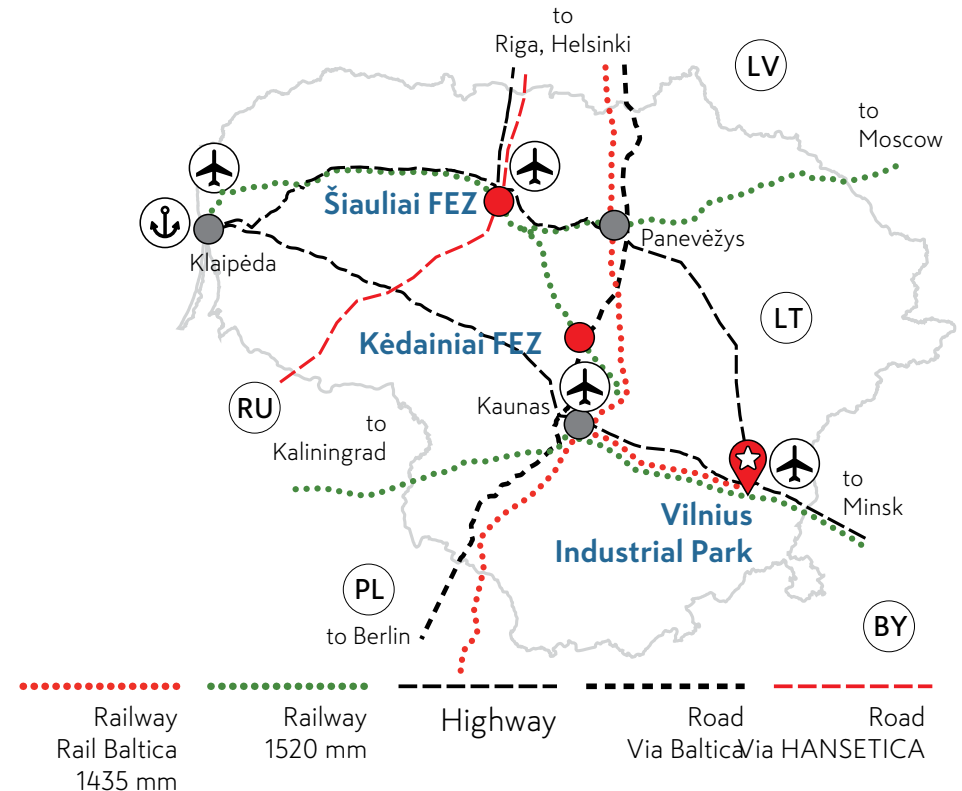 to
Riga, Helsinki
LV
to
Moscow
Šiauliai FEZ
Panevėžys
Klaipėda
LT
Kėdainiai FEZ
RU
Kaunas
to
Kaliningrad
to
Minsk
Vilnius
Industrial Park
PL
to Berlin
BY
Railway
Rail Baltica
1435 mm
Railway
1520 mm
Highway
Road
Via Baltica
Road
Via HANSETICA